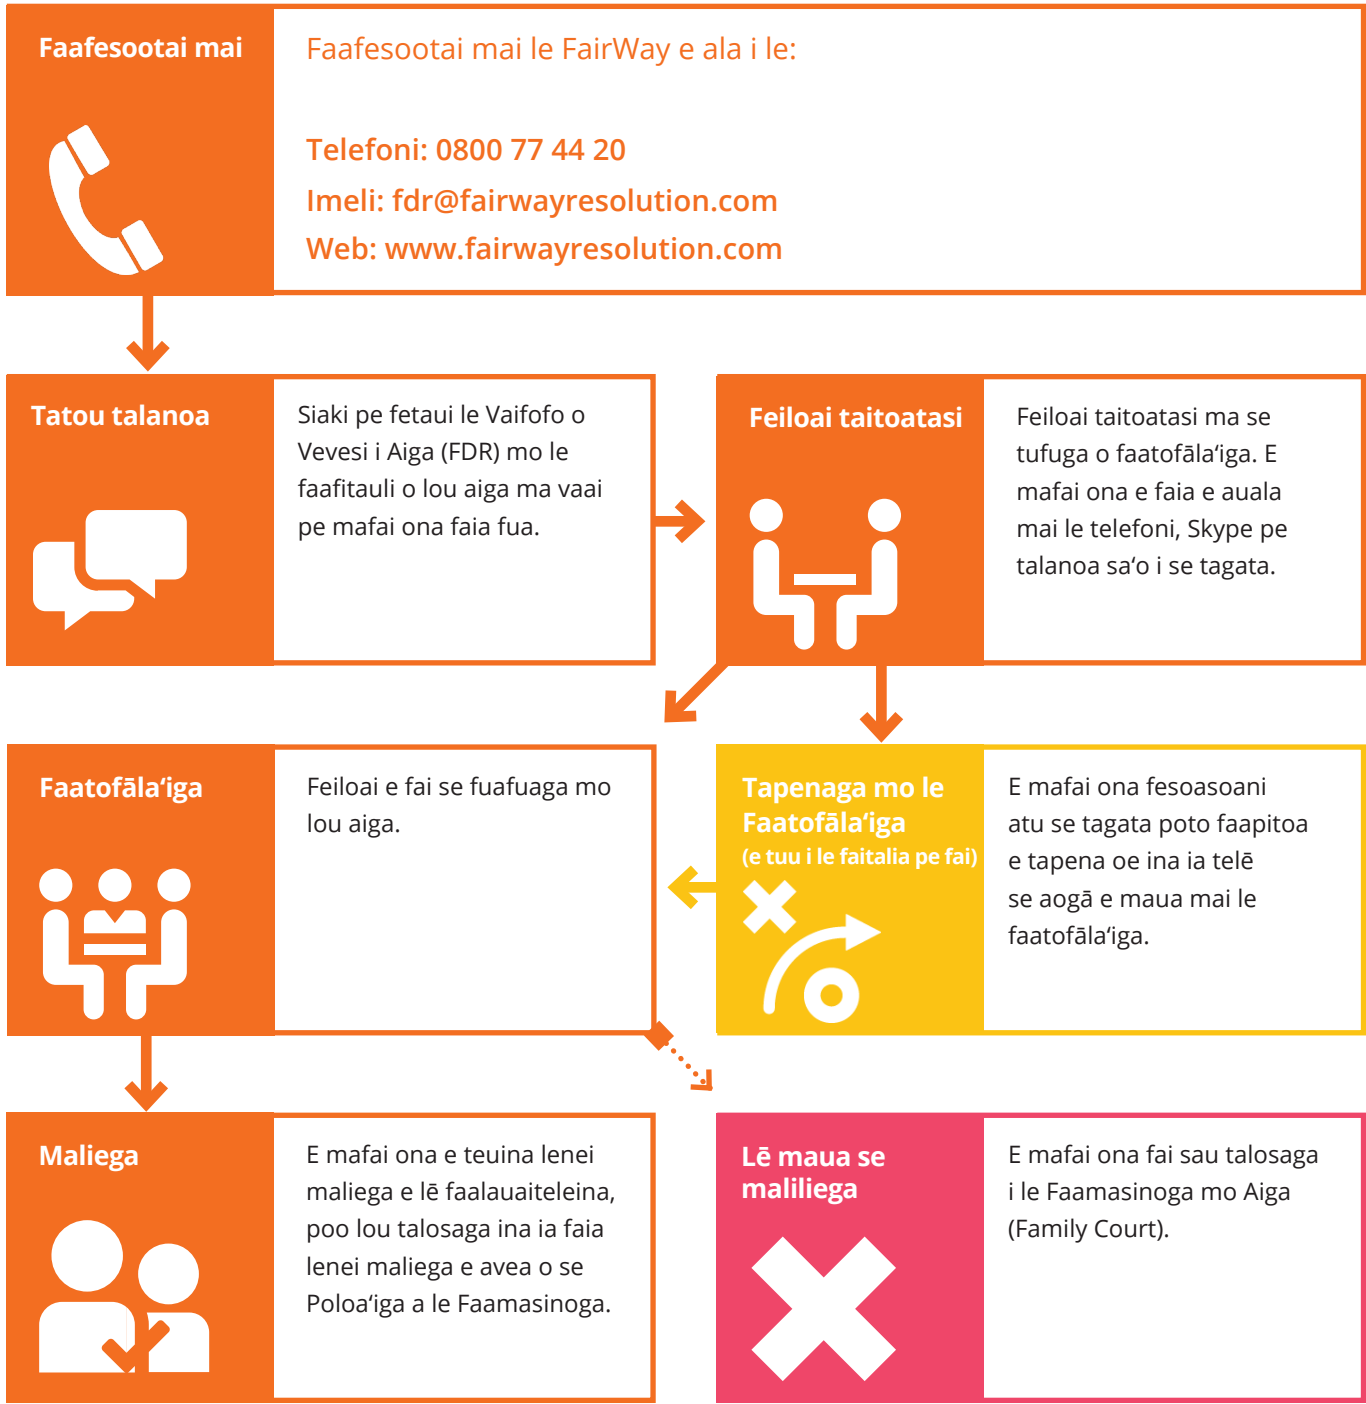 Faafesootai mai
Faafesootai mai le FairWay e ala i le:
Telefoni: 0800 77 44 20
Imeli: fdr@fairwayresolution.com
Web: www.fairwayresolution.com
Tatou talanoa
Siaki pe fetaui le Vaifofo o
Vevesi i Aiga (FDR) mo le
faafitauli o lou aiga ma vaai
pe mafai ona faia fua.
Feiloai taitoatasi
Feiloai taitoatasi ma se
tufuga o faatofāla‘iga. E
mafai ona e faia e auala
mai le telefoni, Skype pe
talanoa sa‘o i se tagata.
Faatofāla‘iga
Feiloai e fai se fuafuaga mo
lou aiga.
Tapenaga mo le
Faatofāla‘iga
(e tuu i le faitalia pe fai)
E mafai ona fesoasoani
atu se tagata poto faapitoa
e tapena oe ina ia telē
se aogā e maua mai le
faatofāla‘iga.
Maliega
E mafai ona e teuina lenei
maliega e lē faalauaiteleina,
poo lou talosaga ina ia faia
lenei maliega e avea o se
Poloa‘iga a le Faamasinoga.
Lē maua se
maliliega
E mafai ona fai sau talosaga
i le Faamasinoga mo Aiga
(Family Court).